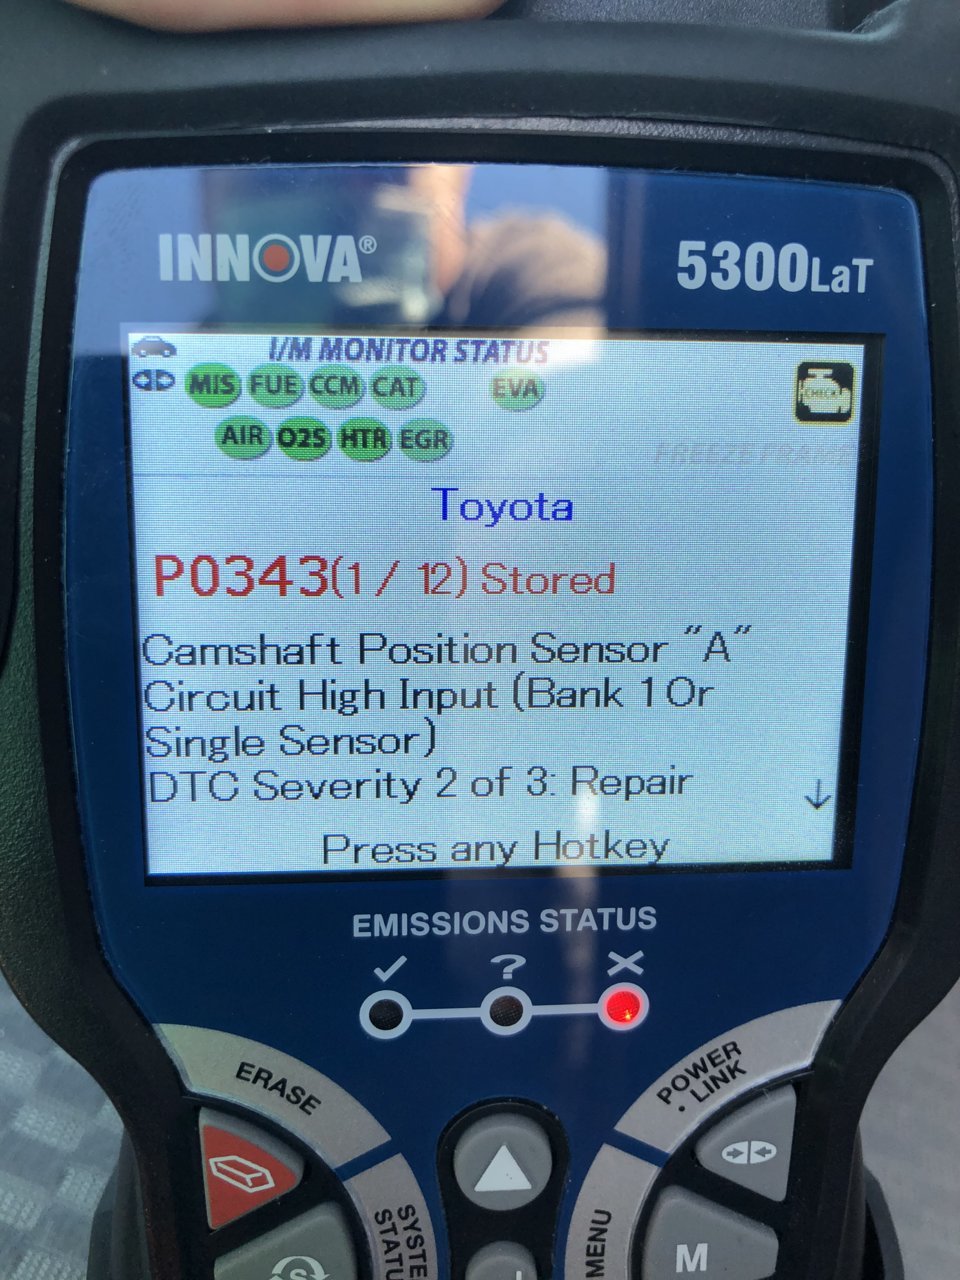 INNOVA®
5300LaT
I/M MONITOR STATUS
MIS FUE CCM CAT EVA
CHECK
AIR O2S HTR EGR
FREEZE FRAME
Toyota
P0343(1 / 12) Stored
Camshaft Position Sensor "A"
Circuit High Input (Bank 1 Or
Single Sensor)
DTC Severity 2 of 3: Repair
↓
Press any Hotkey
EMISSIONS STATUS
✓ ? X
ERASE
POWER
LINK
MENU
M
S